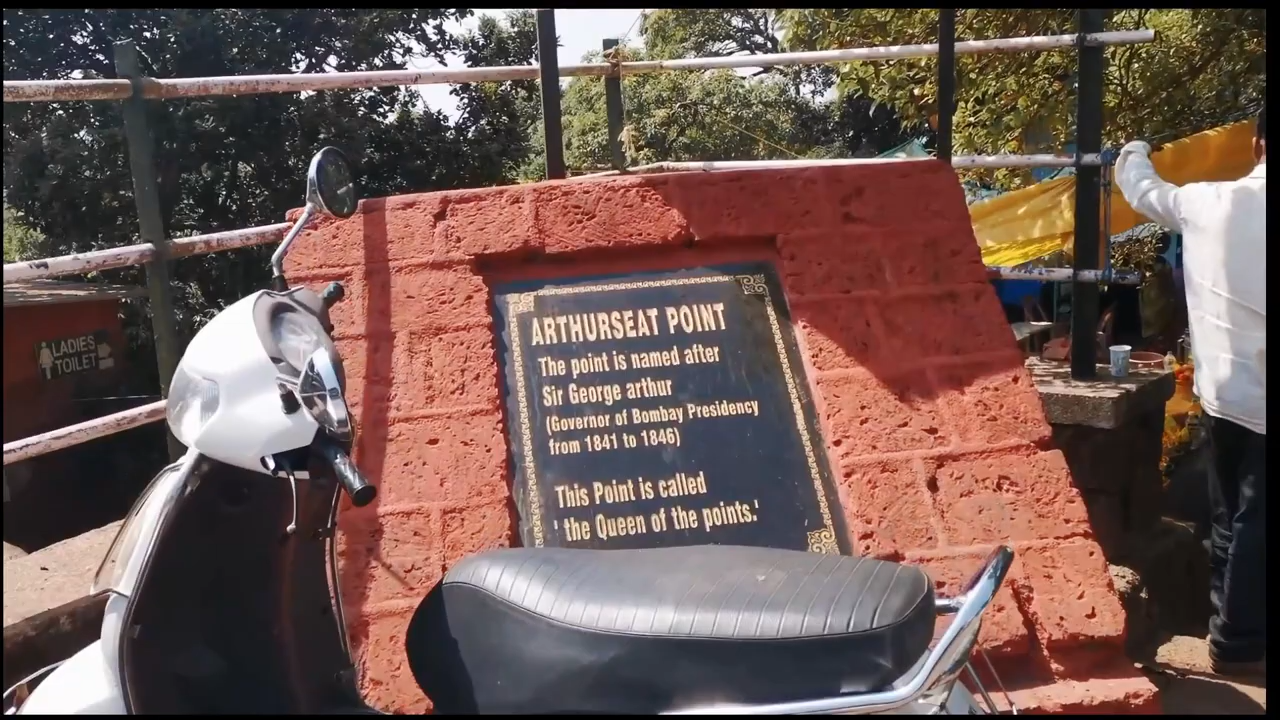 ARTHURSEAT POINT
The point is named after
Sir George arthur
(Governor of Bombay Presidency
from 1841 to 1846)
This Point is called
' the Queen of the points.'
LADIES
TOILET